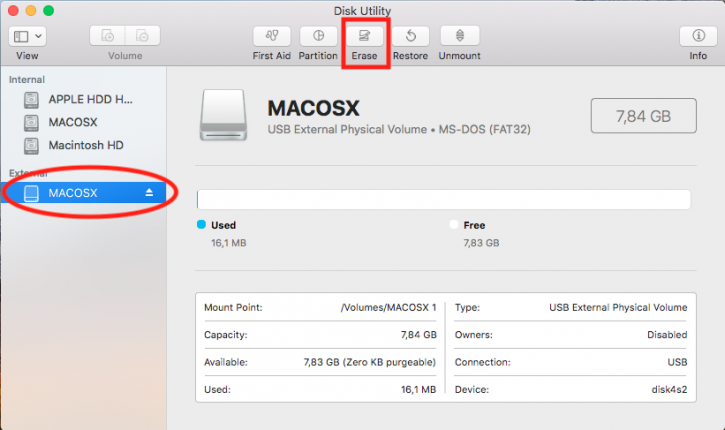 Disk Utility
View Volume First Aid Partition Erase Restore Unmount Info
Internal
APPLE HDD H...
MACOSX
Macintosh HD
External
MACOSX
MACOSX
USB External Physical Volume • MS-DOS (FAT32)
7,84 GB
Used
16,1 MB
Free
7,83 GB
Mount Point: /Volumes/MACOSX 1
Capacity: 7,84 GB
Available: 7,83 GB (Zero KB purgeable)
Used: 16,1 MB
Type: USB External Physical Volume
Owners: Disabled
Connection: USB
Device: disk4s2